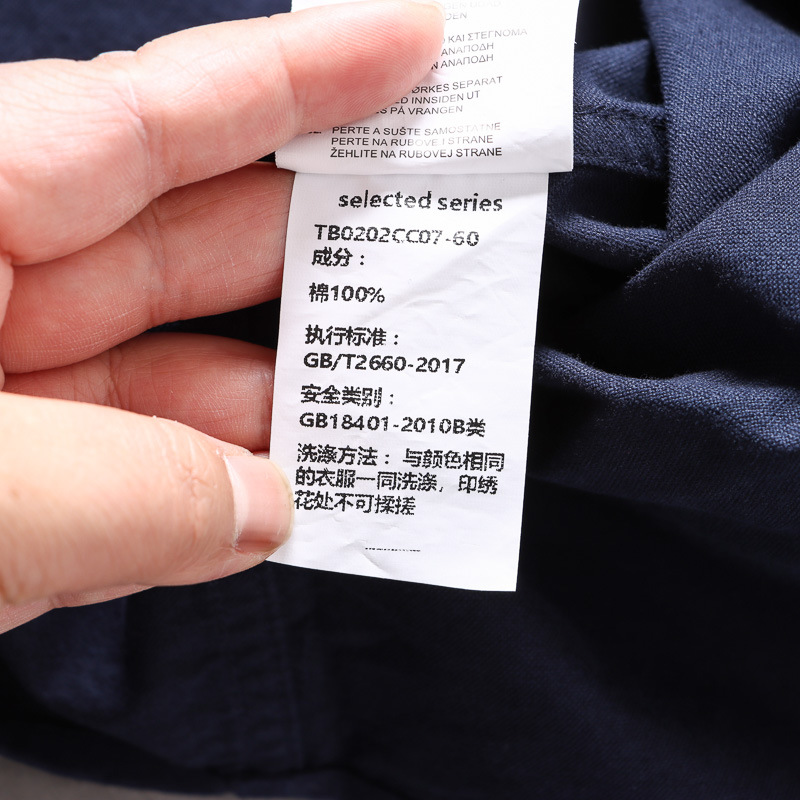 Ο ΚΑΙ ΣΤΕΓΝΩΜΑ
ΑΝΑΠΟΔΗ
ΑΝΑΠΟΔΗ
ØRKES SEPARAT
ED INNSIDEN UT
S PÅ VRANGEN
PERTE A SUŠTE SAMOSTATNE
PERTE NA RUBOVEJ STRANE
ŽEHLITE NA RUBOVEJ STRANE
selected series
TB0202CC07-60
成分：
棉100%
执行标准：
GB/T2660-2017
安全类别：
GB18401-2010B类
洗涤方法：与颜色相同
的衣服一同洗涤，印绣
花处不可揉搓